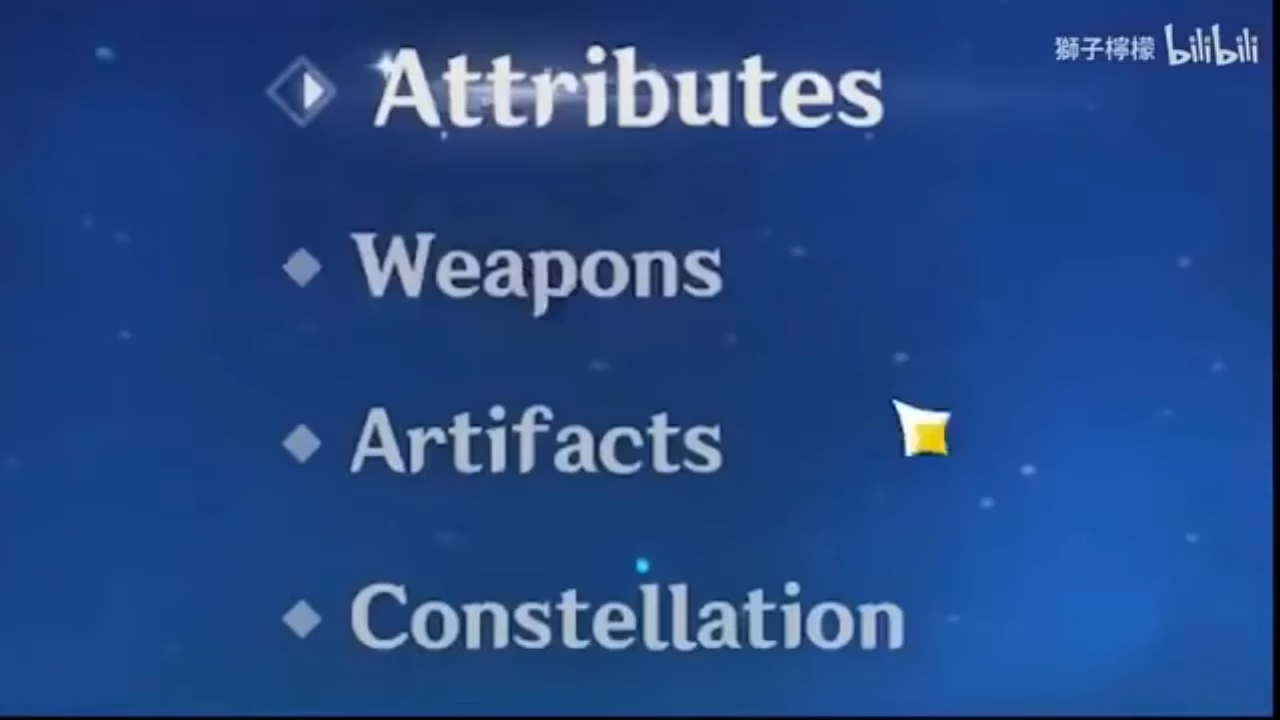 獅子檸檬 bilibili
Attributes
Weapons
Artifacts
Constellation